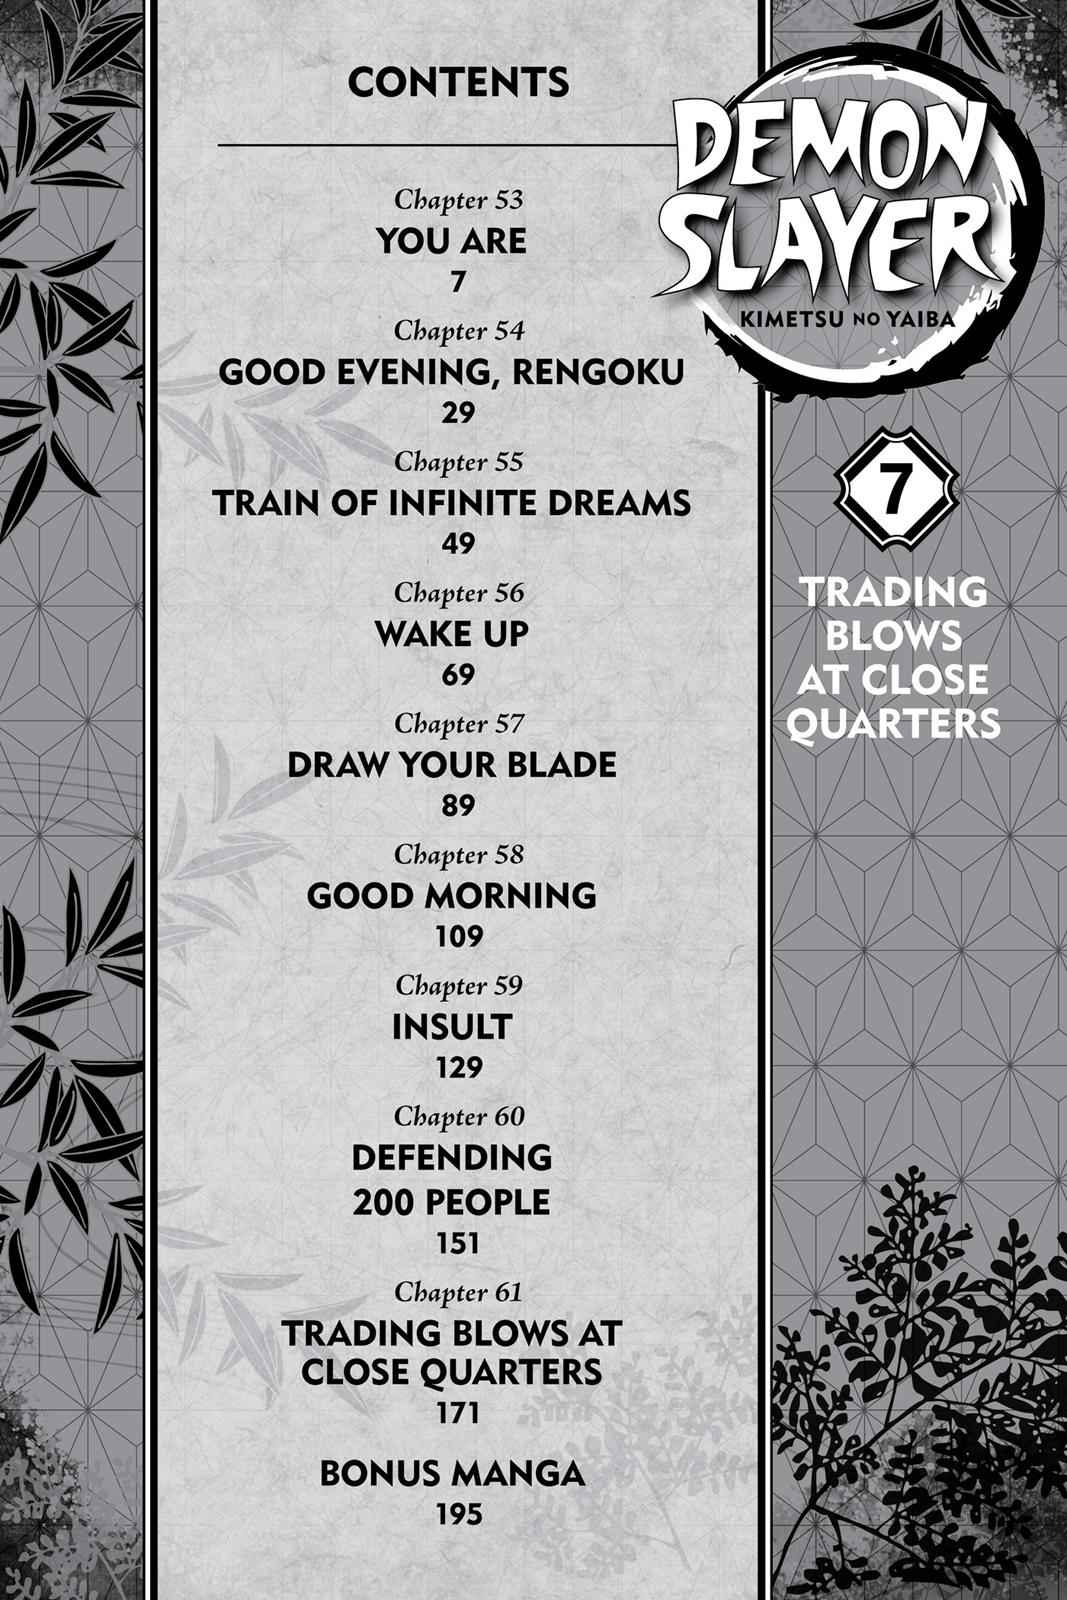 CONTENTS
Chapter 53
YOU ARE
7
Chapter 54
GOOD EVENING, RENGOKU
29
Chapter 55
TRAIN OF INFINITE DREAMS
49
Chapter 56
WAKE UP
69
Chapter 57
DRAW YOUR BLADE
89
Chapter 58
GOOD MORNING
109
Chapter 59
INSULT
129
Chapter 60
DEFENDING
200 PEOPLE
151
Chapter 61
TRADING BLOWS AT
CLOSE QUARTERS
171
BONUS MANGA
195
DEMON
SLAYER
KIMETSU NO YAIBA
7
TRADING
BLOWS
AT CLOSE
QUARTERS